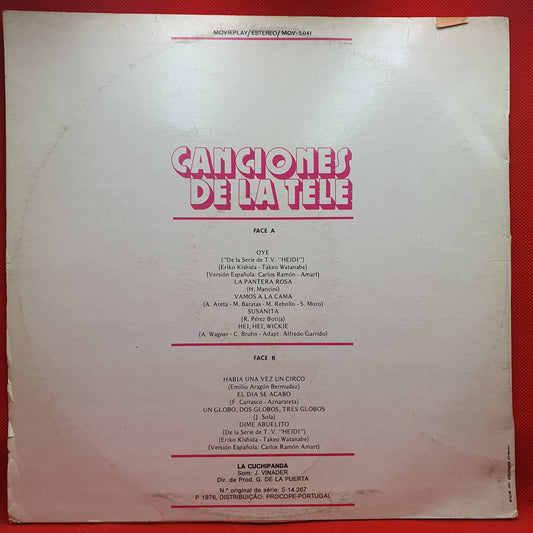 MOVIEPLAY/ESTEREO/MOV-5.041
CANCIONES
DE LA TELE
FACE A
OYE
("De la Serie de T.V. "HEIDI")
(Eriko Kishida - Takeo Watanabe)
(Versión Española: Carlos Ramón - Amart)
LA PANTERA ROSA
(H. Mancini)
VAMOS A LA CAMA
(A. Areta - M. Baratas - M. Rebollo - S. Moro)
SUSANITA
(R. Pérez Botija)
HEI, HEI, WICKIE
(A. Wagner - C. Bruhn - Adapt: Alfredo Garrido)
FACE B
HABIA UNA VEZ UN CIRCO
(Emilio Aragón Bermudez)
EL DIA SE ACABO
(F. Carrasco - Aznarareta)
UN GLOBO, DOS GLOBOS, TRES GLOBOS
(J. Sola)
DIME ABUELITO
(De la Serie de T. V. "HEIDI")
(Eriko Kishida - Takeo Watanabe)
(Versión Española: Carlos Ramón Amart)
LA CUCHIPANDA
Som: J. VINADER
Dir. de Prod. G. DE LA PUERTA
N.º original de série: S-14.267
P 1976, DISTRIBUIÇÃO: PROCOPE-PORTUGAL